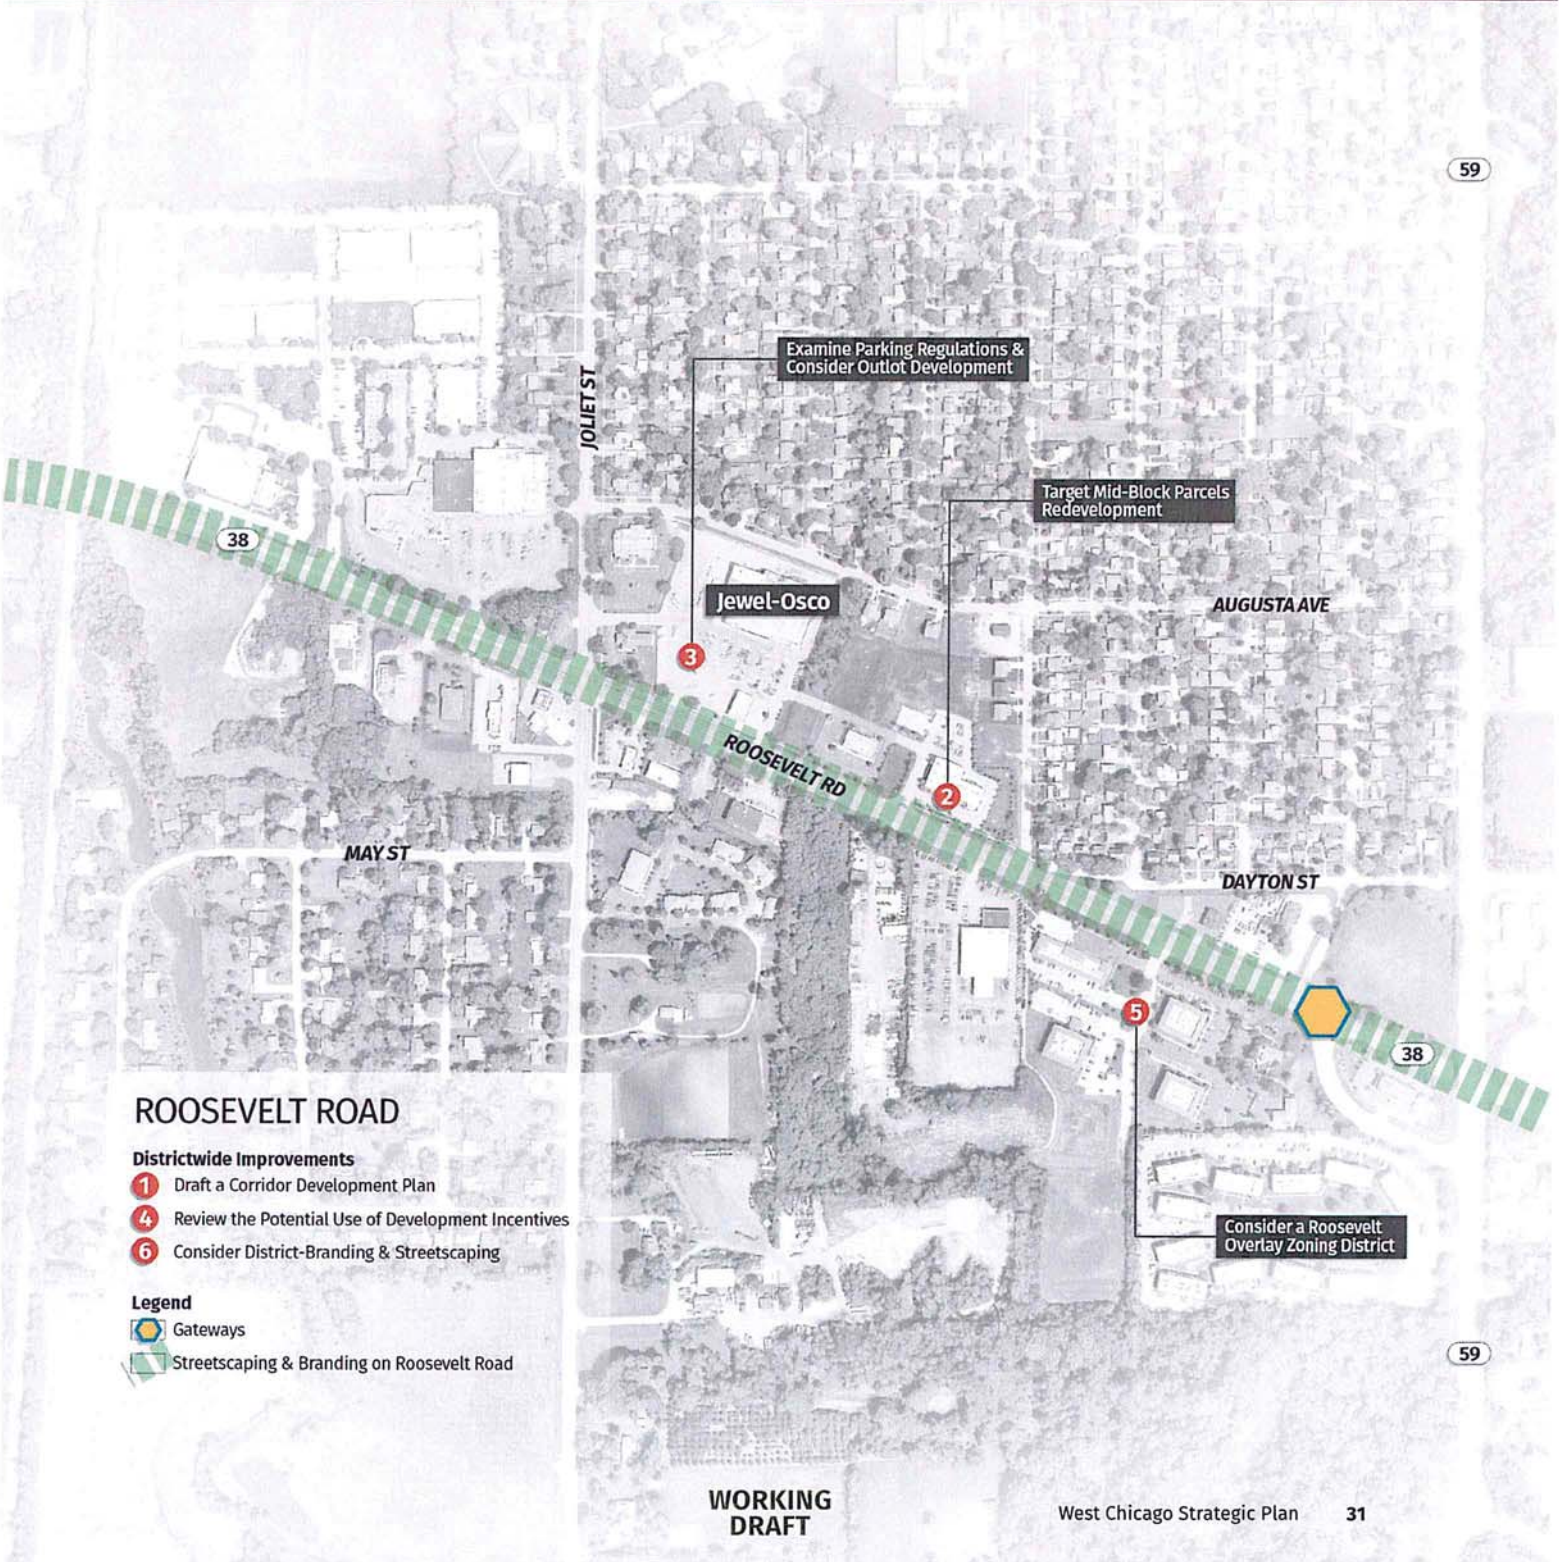 59
Examine Parking Regulations &
Consider Outlot Development
JOLIET ST
Target Mid-Block Parcels
Redevelopment
38
Jewel-Osco
AUGUSTA AVE
3
ROOSEVELT RD
2
MAY ST
DAYTON ST
5
38
ROOSEVELT ROAD
Districtwide Improvements
1 Draft a Corridor Development Plan
4 Review the Potential Use of Development Incentives
6 Consider District-Branding & Streetscaping
Consider a Roosevelt
Overlay Zoning District
Legend
Gateways
Streetscaping & Branding on Roosevelt Road
59
WORKING
DRAFT
West Chicago Strategic Plan 31